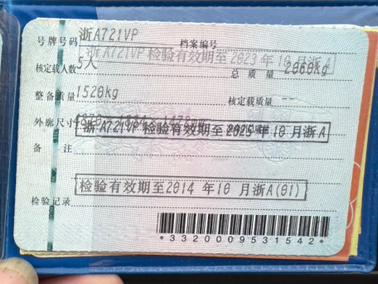 号牌号码 浙A721VP 档案编号
浙A721VP 检验有效期至2023年10月浙A
核定载人数 5人 总质量 2060kg
整备质量 1520kg 核定载质量 --
外廓尺寸
浙A721VP 检验有效期至2025年10月浙A
备注
检验有效期至2014年10月浙A(01)
检验记录
*3320009531542*